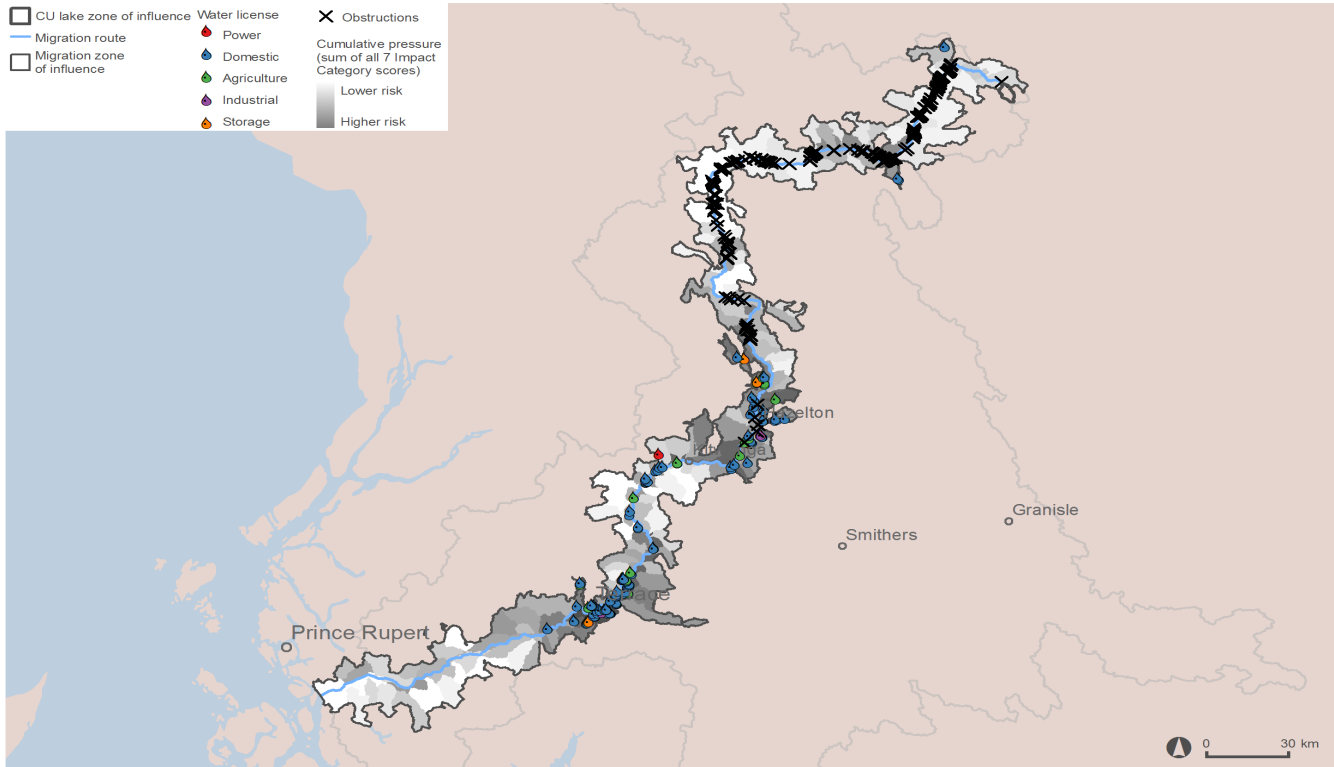 CU lake zone of influence
Migration route
Migration zone
of influence
Water license
Power
Domestic
Agriculture
Industrial
Storage
Obstructions
Cumulative pressure
(sum of all 7 Impact
Category scores)
Lower risk
Higher risk
Granisle
Smithers
Prince Rupert
0 30 km